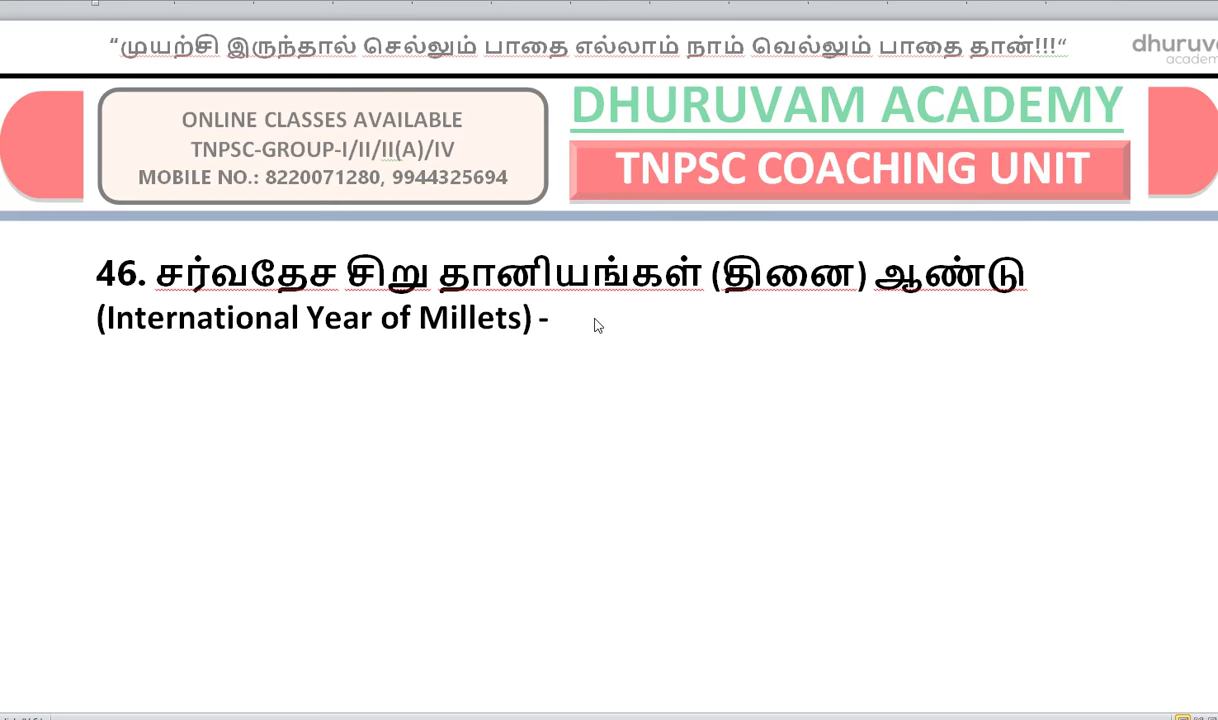 “முயற்சி இருந்தால் செல்லும் பாதை எல்லாம் நாம் வெல்லும் பாதை தான்!!!“
dhuruva
academ
ONLINE CLASSES AVAILABLE
TNPSC-GROUP-I/II/II(A)/IV
MOBILE NO.: 8220071280, 9944325694
DHURUVAM ACADEMY
TNPSC COACHING UNIT
46. சர்வதேச சிறு தானியங்கள் (தினை) ஆண்டு
(International Year of Millets) -